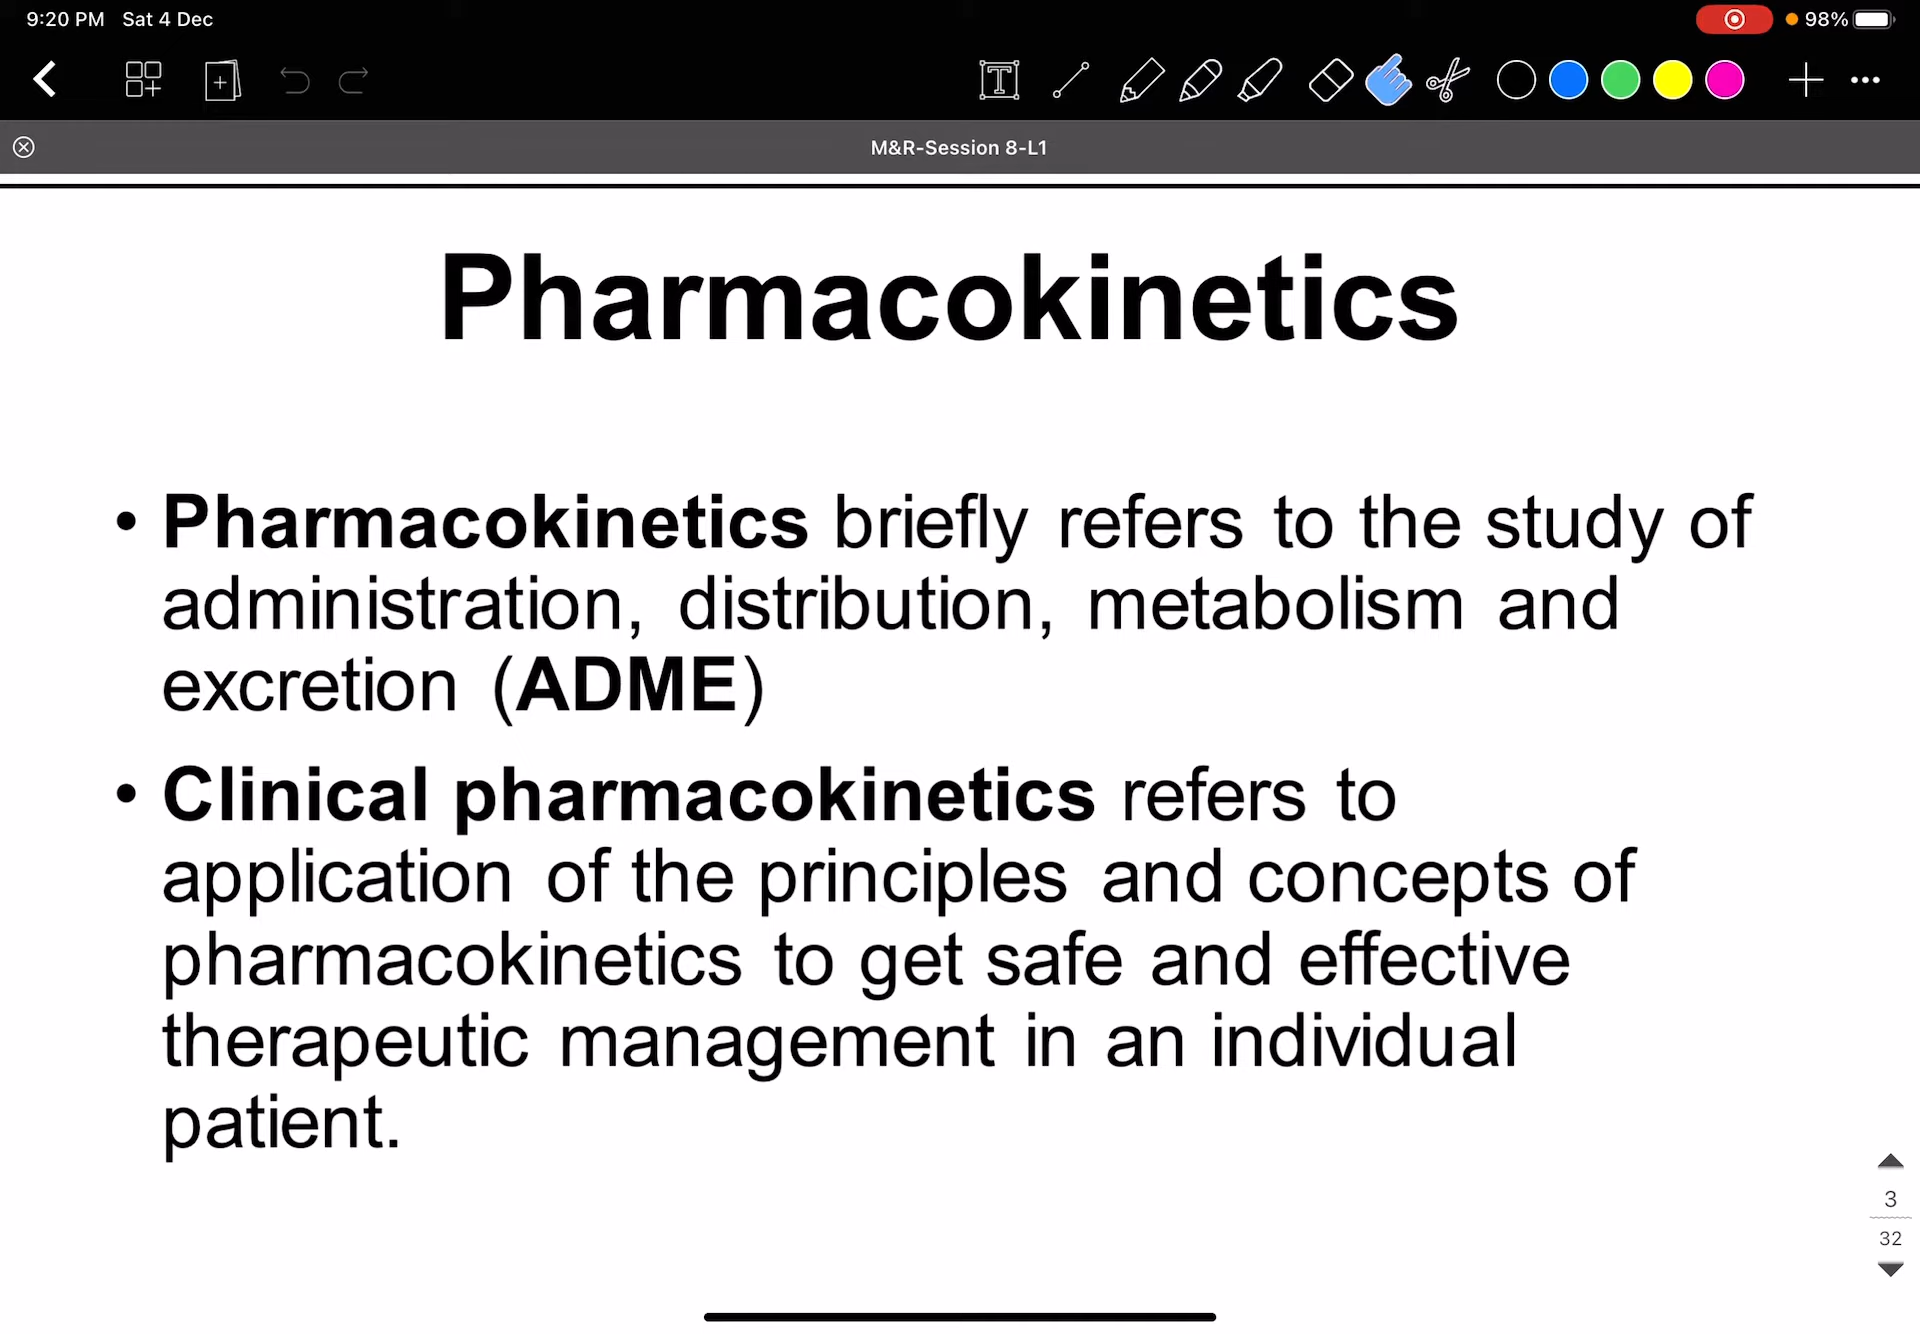 9:20 PM Sat 4 Dec
98%
T
M&R-Session 8-L1
Pharmacokinetics
• Pharmacokinetics briefly refers to the study of
administration, distribution, metabolism and
excretion (ADME)
• Clinical pharmacokinetics refers to
application of the principles and concepts of
pharmacokinetics to get safe and effective
therapeutic management in an individual
patient.
3
32